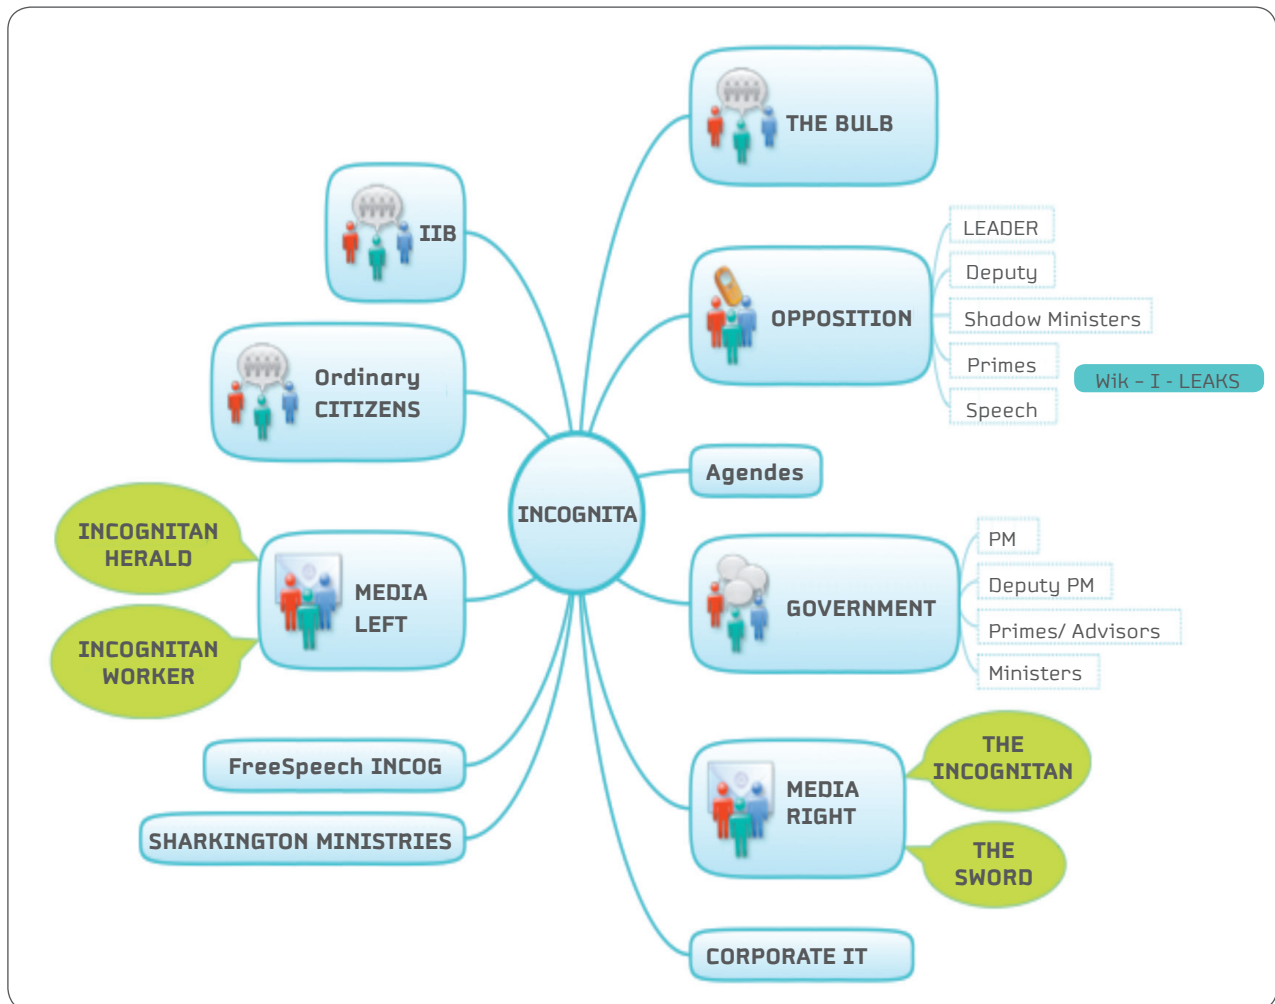 THE BULB
IIB
LEADER
Deputy
OPPOSITION
Shadow Ministers
Primes
Wik – I - LEAKS
Speech
Ordinary
CITIZENS
Agendes
INCOGNITA
INCOGNITAN
HERALD
MEDIA
LEFT
INCOGNITAN
WORKER
PM
Deputy PM
GOVERNMENT
Primes/ Advisors
Ministers
FreeSpeech INCOG
SHARKINGTON MINISTRIES
THE
INCOGNITAN
MEDIA
RIGHT
THE
SWORD
CORPORATE IT